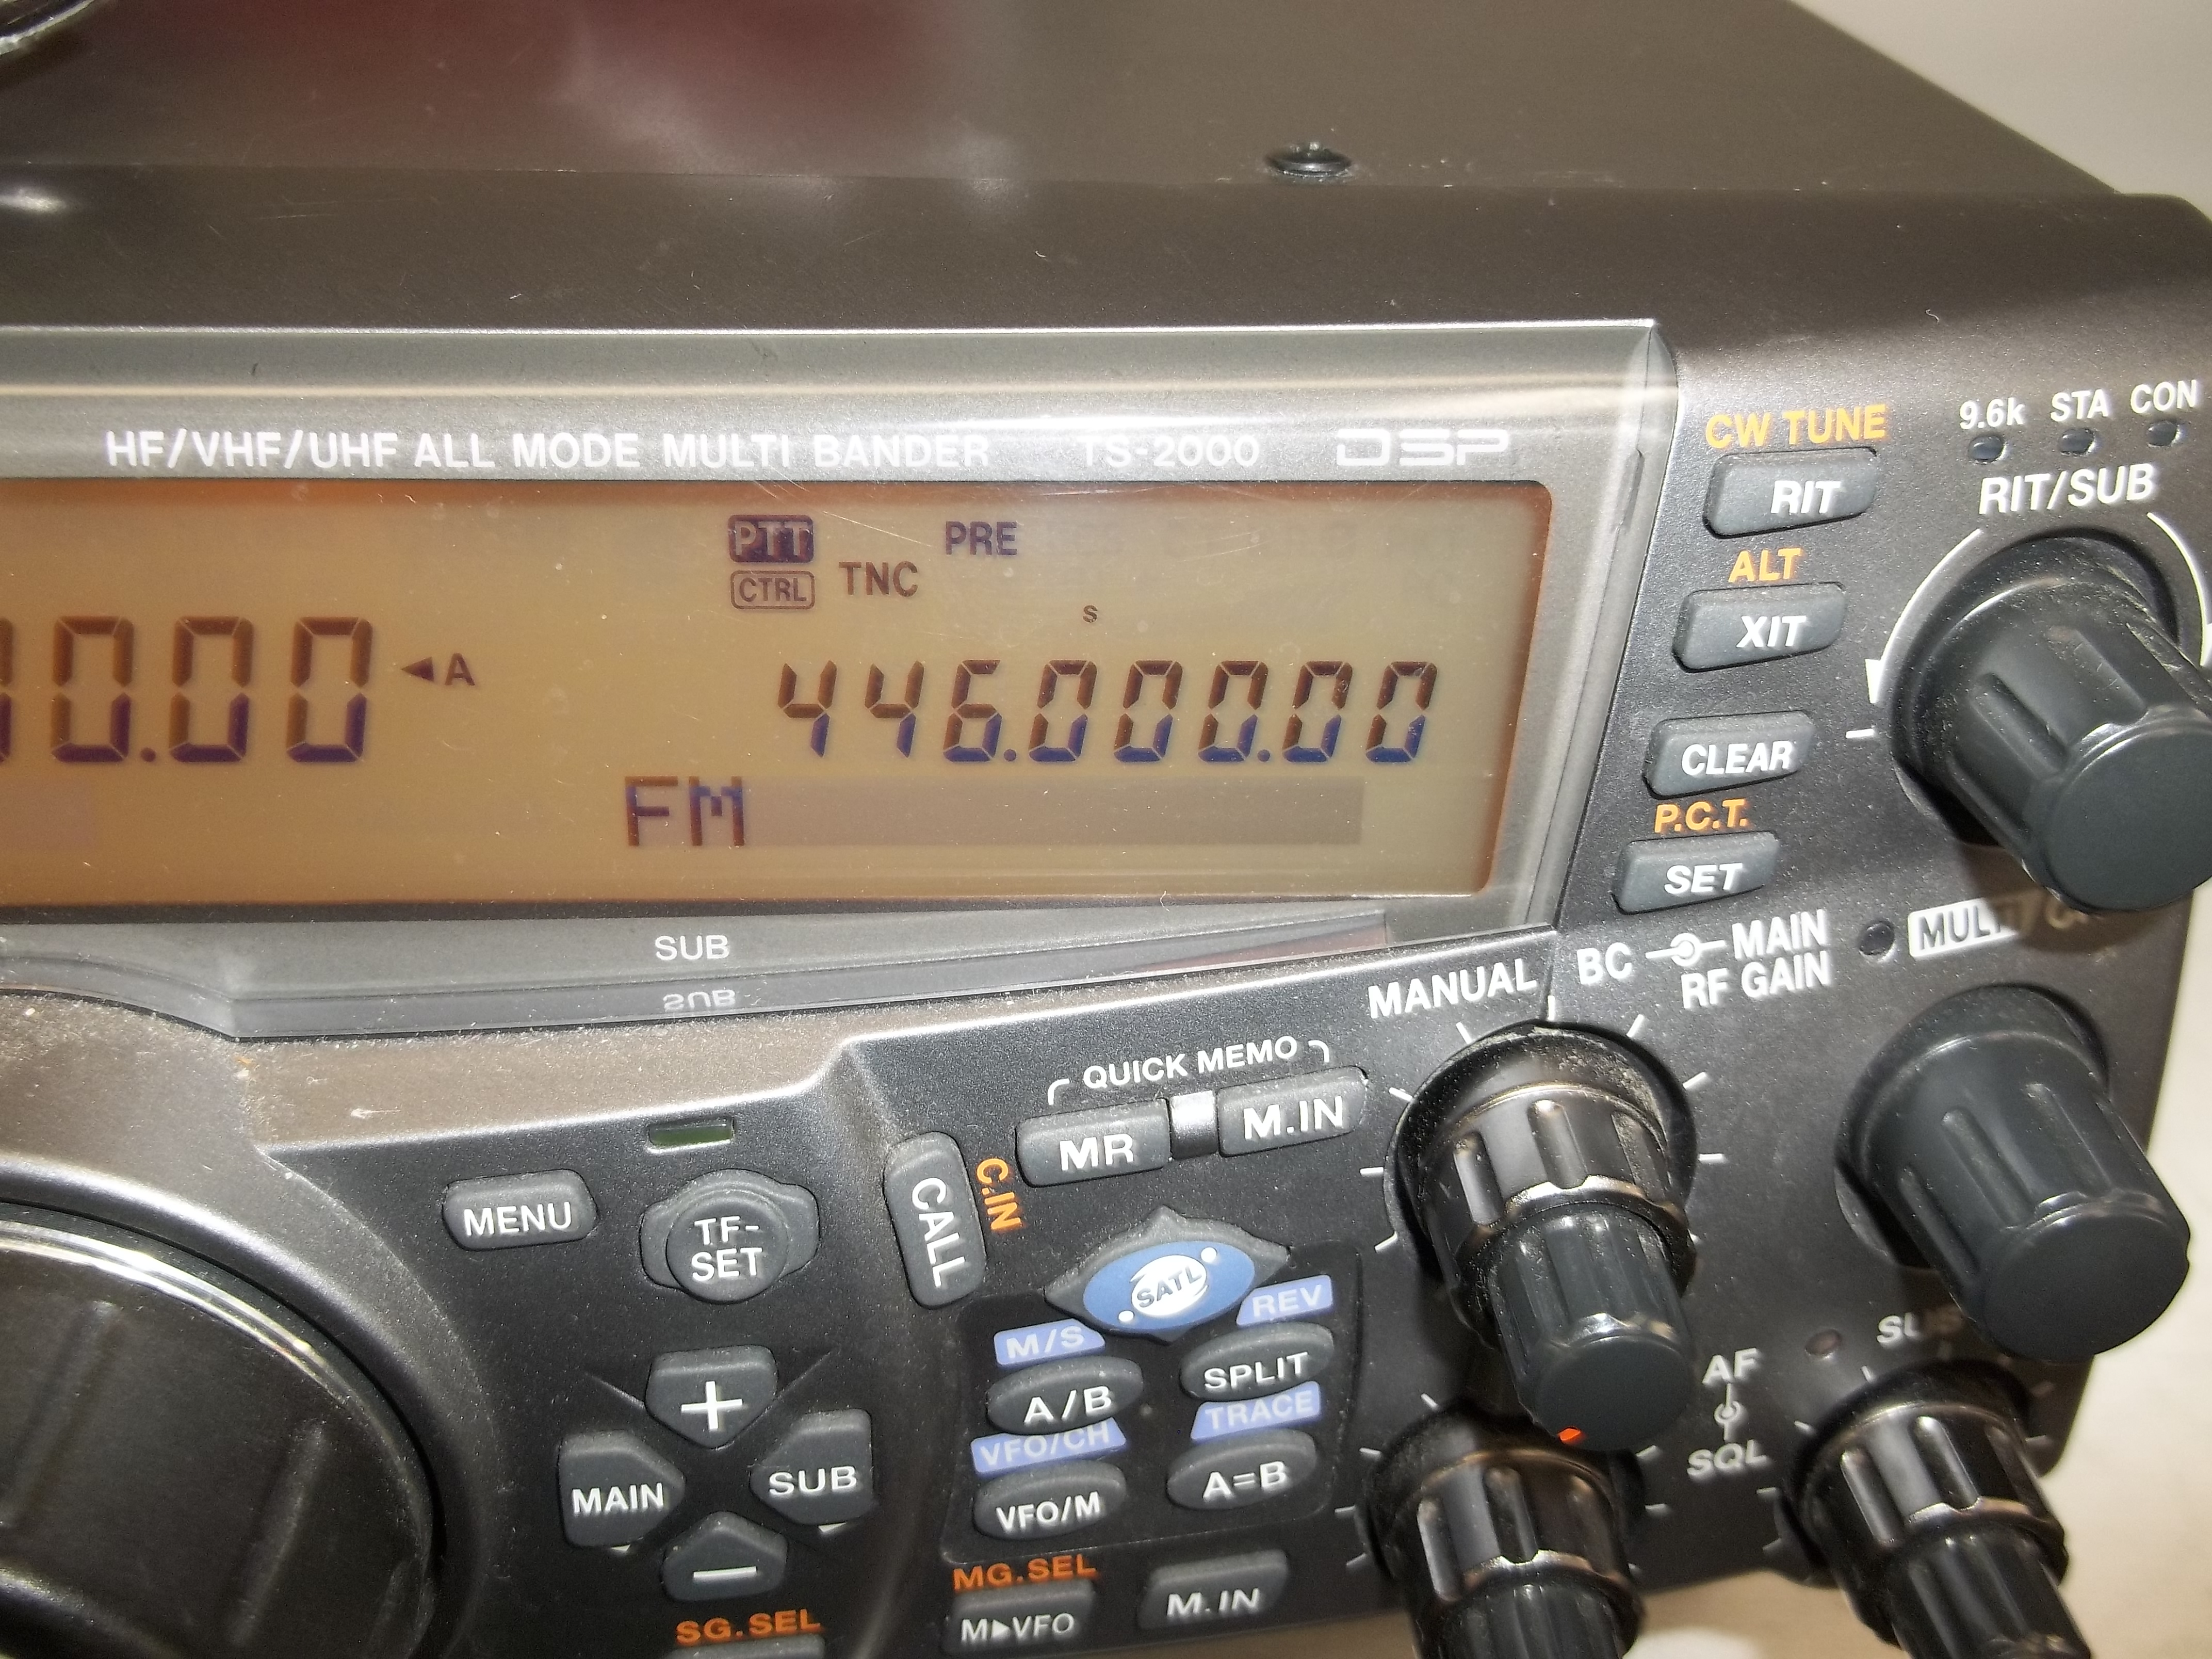 HF/VHF/UHF ALL MODE MULTI BANDER TS-2000 DSP
CW TUNE
9.6k STA CON
RIT
RIT/SUB
PTT PRE
CTRL TNC
s
ALT
XIT
0.00 ◄A
446.000.00
FM
CLEAR
P.C.T.
SET
SUB
BC MAIN
RF GAIN
MANUAL
QUICK MEMO
MR M.IN
MENU
TF-
SET
CALL
C.IN
SATL
REV
M/S
SPLIT
A/B
TRACE
VFO/CH
A=B
VFO/M
+
MAIN SUB
−
AF
SQL
MG.SEL
M►VFO M.IN
SG.SEL